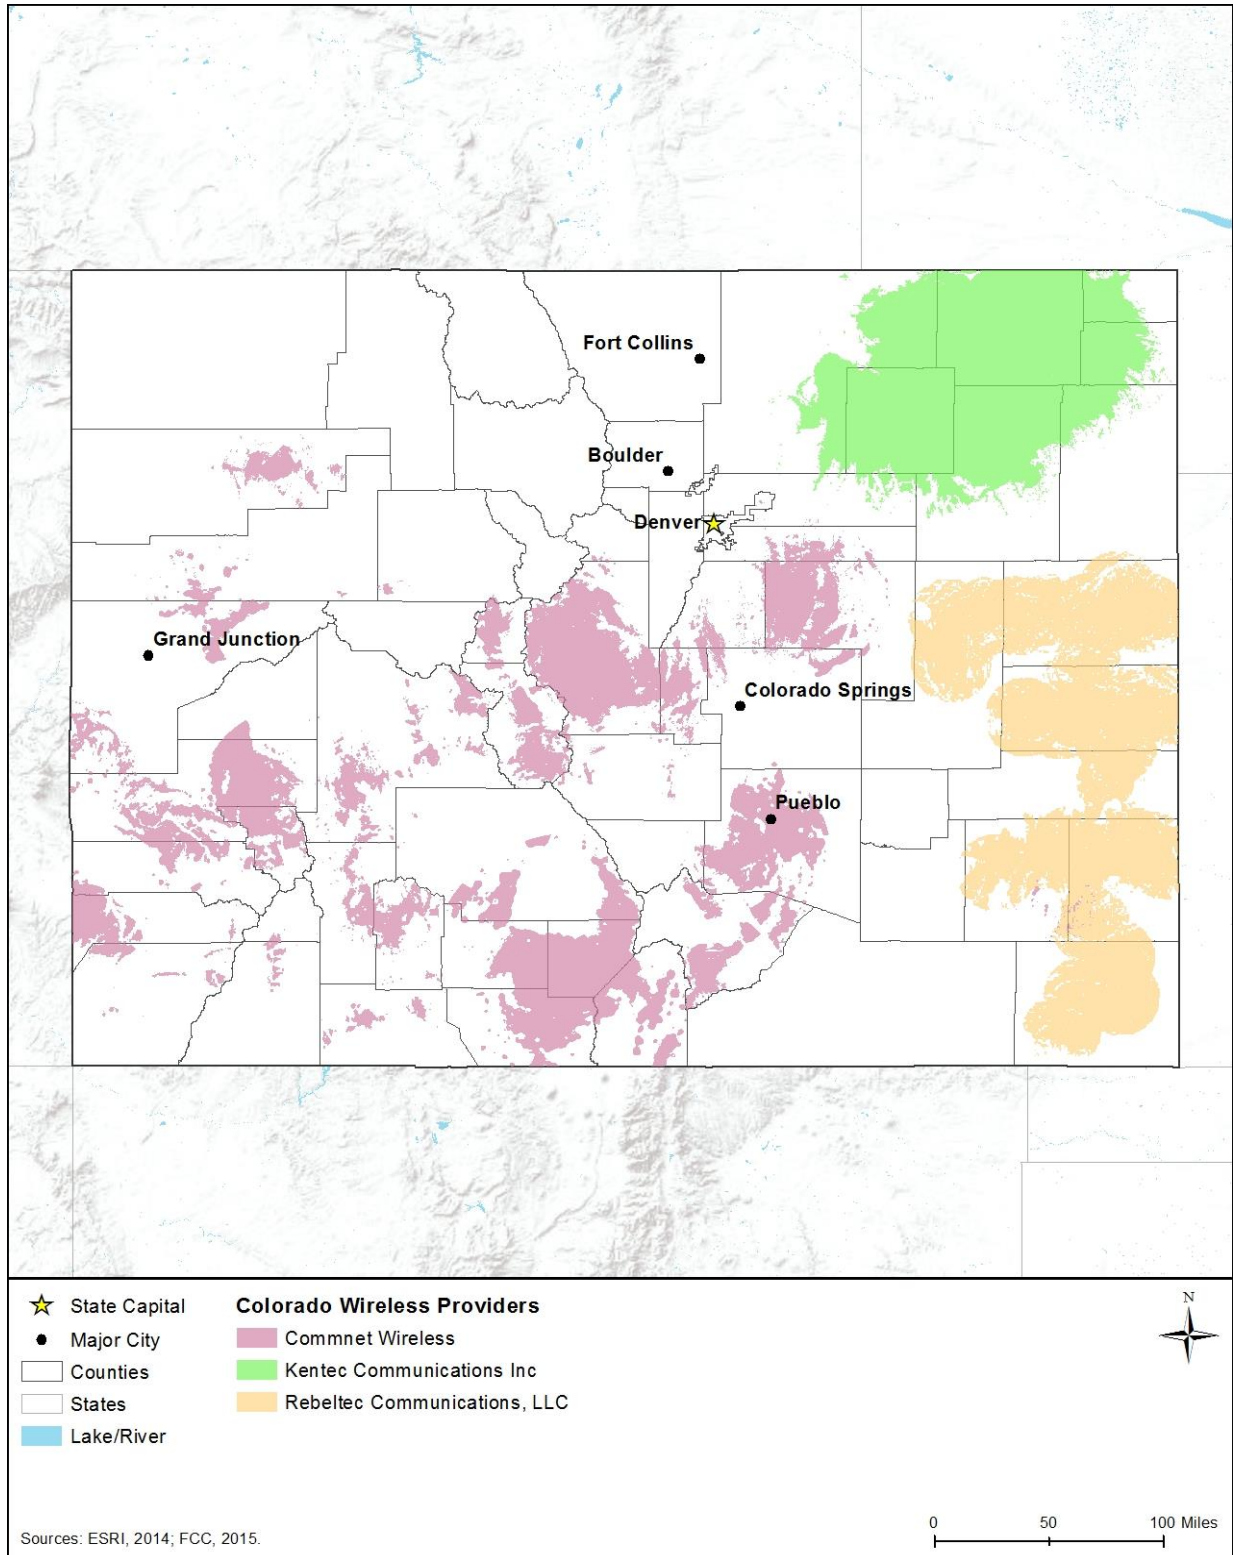 Fort Collins
Boulder
Denver
Grand Junction
Colorado Springs
Pueblo
State Capital
Major City
Counties
States
Lake/River
Colorado Wireless Providers
Commnet Wireless
Kentec Communications Inc
Rebeltec Communications, LLC
N
Sources: ESRI, 2014; FCC, 2015.
0 50 100 Miles